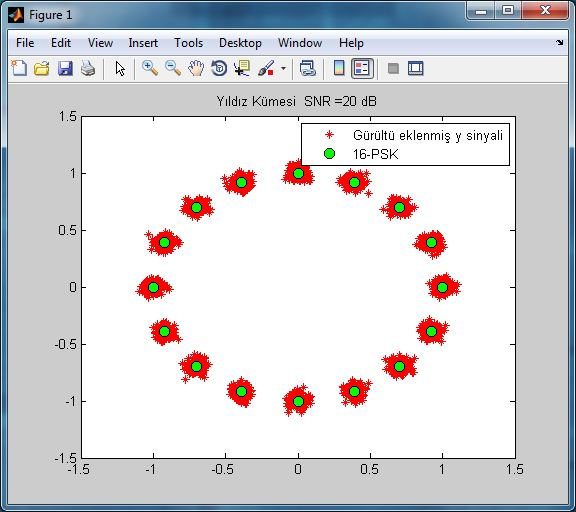 Figure 1
File Edit View Insert Tools Desktop Window Help
Yıldız Kümesi SNR =20 dB
Gürültü eklenmiş y sinyali
16-PSK
1.5
1
0.5
0
-0.5
-1
-1.5
-1.5 -1 -0.5 0 0.5 1 1.5